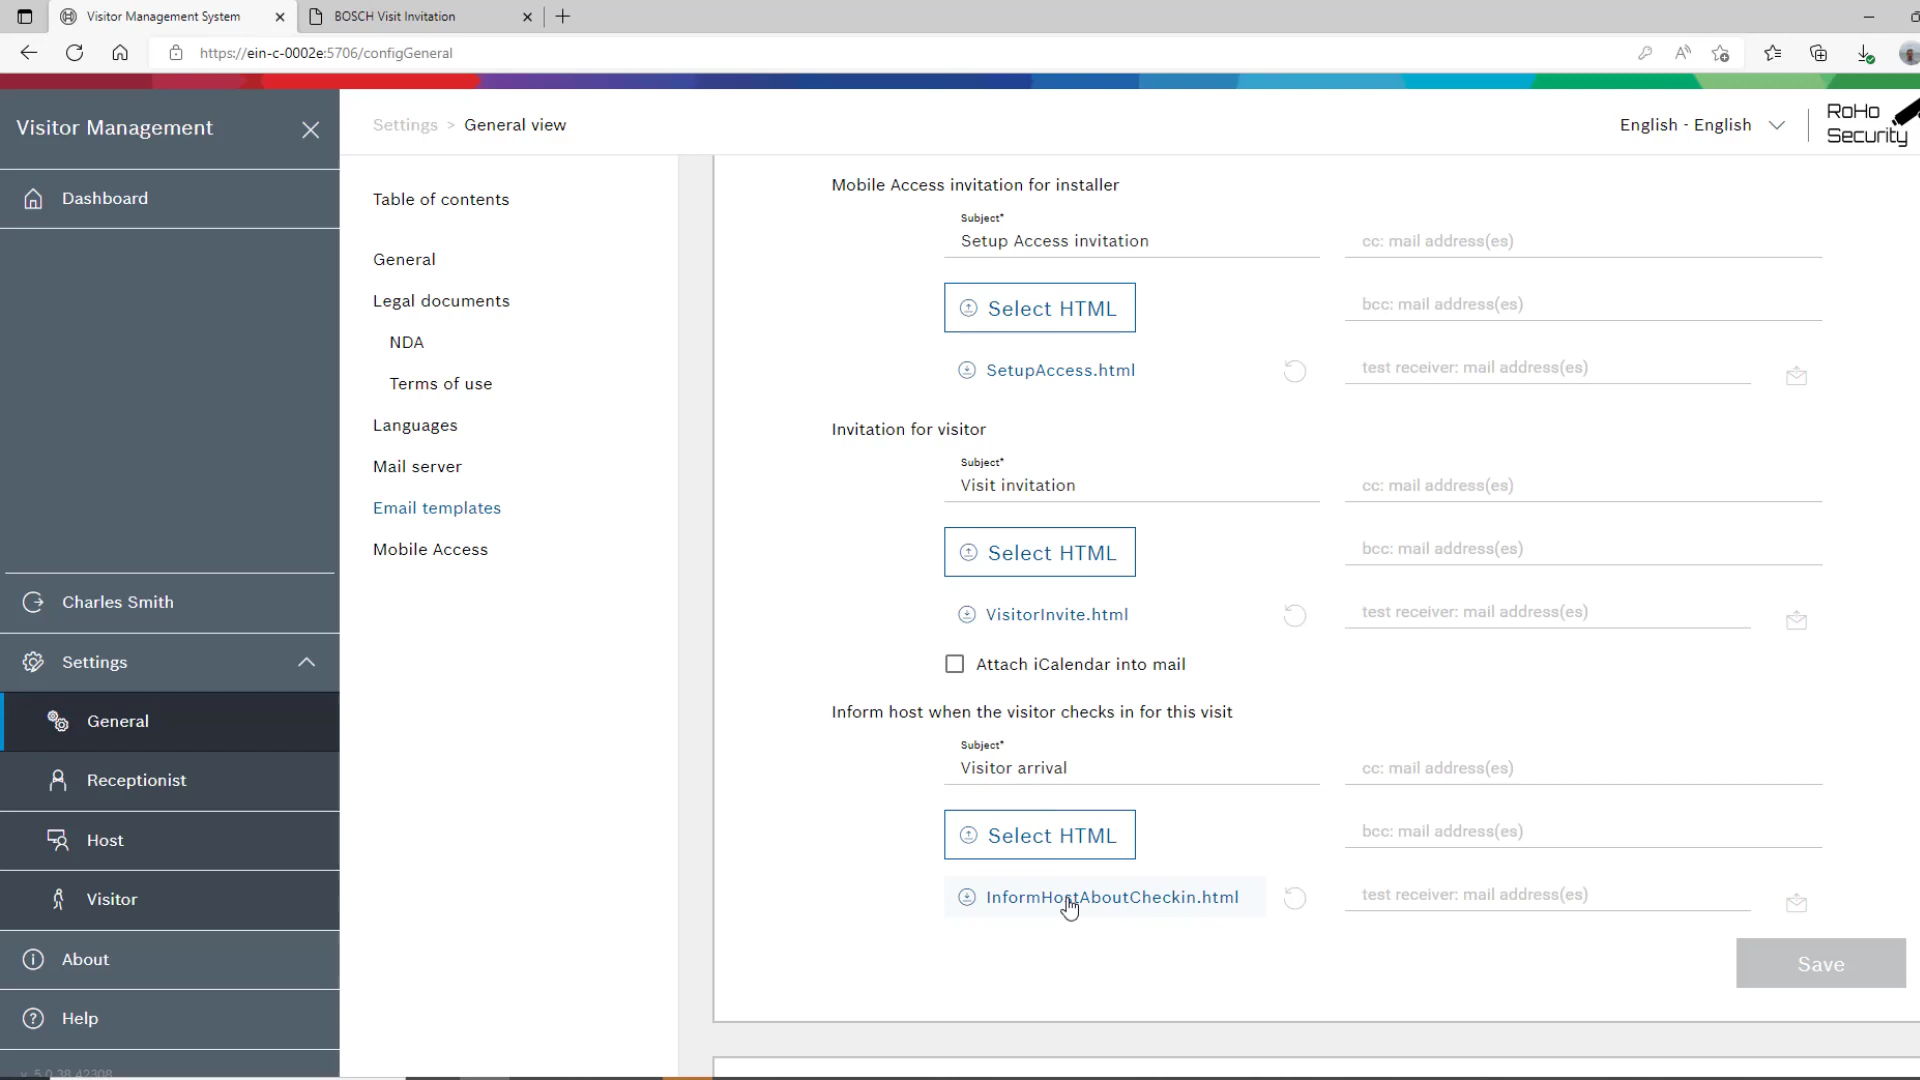 Visitor Management System
BOSCH Visit Invitation
https://ein-c-0002e:5706/configGeneral
Visitor Management
Settings > General view
English - English
RoHo
Security
Dashboard
Charles Smith
Settings
General
Receptionist
Host
Visitor
About
Help
v. 5.0.38.42308
Table of contents
General
Legal documents
NDA
Terms of use
Languages
Mail server
Email templates
Mobile Access
Mobile Access invitation for installer
Subject*
Setup Access invitation
cc: mail address(es)
Select HTML
bcc: mail address(es)
SetupAccess.html
test receiver: mail address(es)
Invitation for visitor
Subject*
Visit invitation
cc: mail address(es)
Select HTML
bcc: mail address(es)
VisitorInvite.html
test receiver: mail address(es)
Attach iCalendar into mail
Inform host when the visitor checks in for this visit
Subject*
Visitor arrival
cc: mail address(es)
Select HTML
bcc: mail address(es)
InformHostAboutCheckin.html
test receiver: mail address(es)
Save